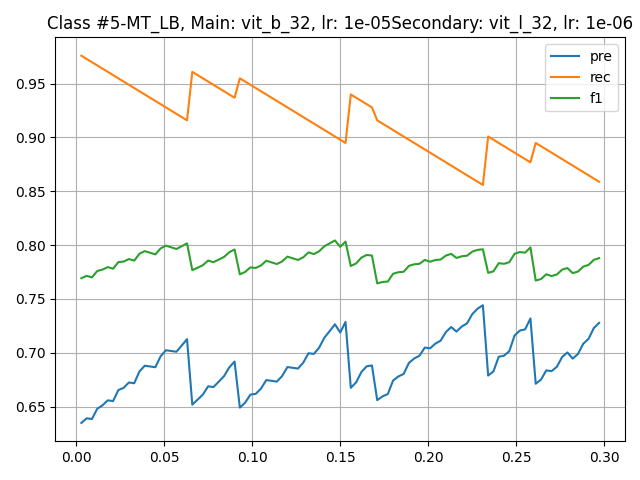 Class #5-MT_LB, Main: vit_b_32, lr: 1e-05Secondary: vit_l_32, lr: 1e-06
pre
rec
f1
0.95
0.90
0.85
0.80
0.75
0.70
0.65
0.00 0.05 0.10 0.15 0.20 0.25 0.30